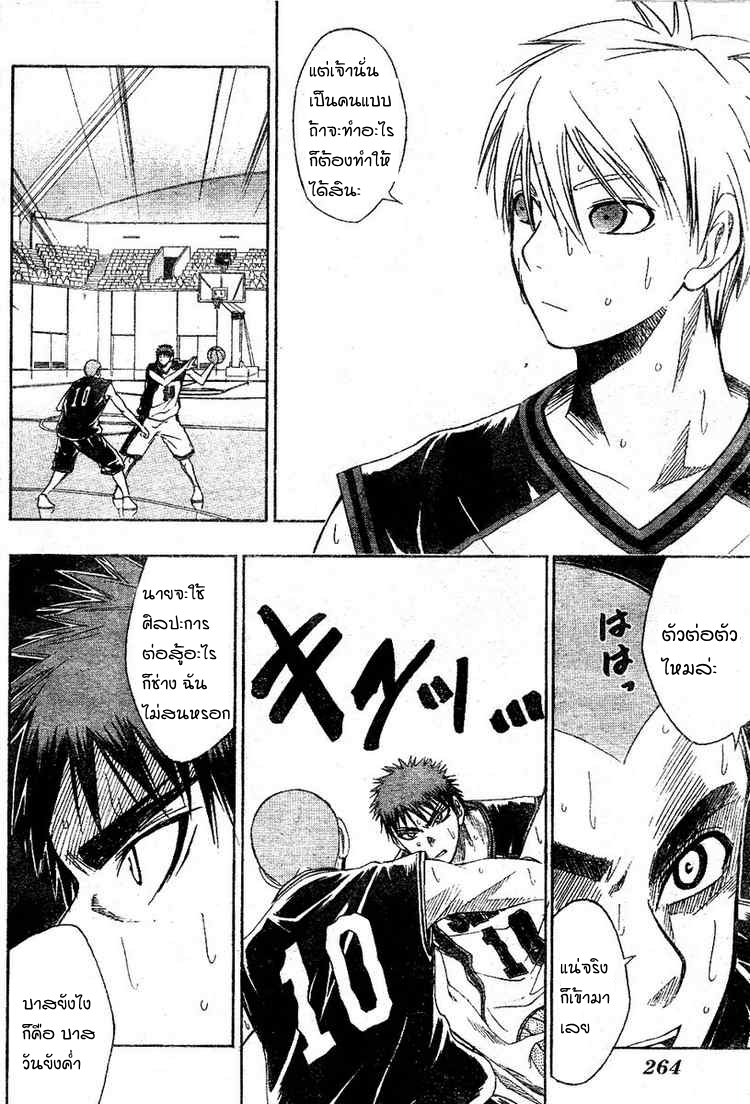 แต่เจ้านั่น
เป็นคนแบบ
ถ้าจะทำอะไร
ก็ต้องทำให้
ได้สินะ
ตัวต่อตัว
ไหมล่ะ
はは。
แน่จริง
ก็เข้ามา
เลย
キュッ...
10
10
10
นายจะใช้
ศิลปะการ
ต่อสู้อะไร
ก็ช่าง ฉัน
ไม่สนหรอก
บาสยังไง
ก็คือ บาส
วันยังค่ำ
264